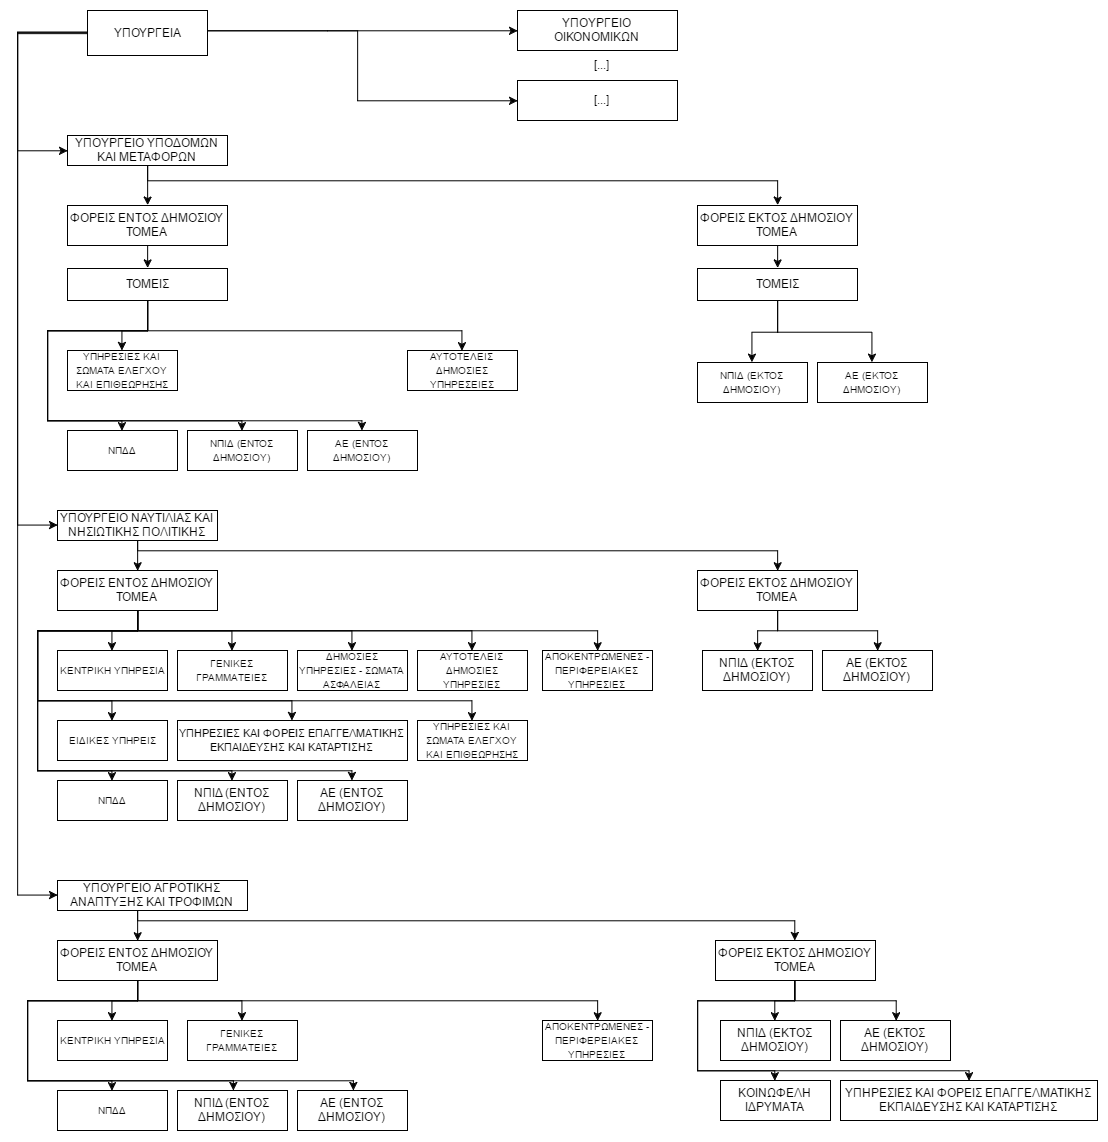 ΥΠΟΥΡΓΕΙΑ
ΥΠΟΥΡΓΕΙΟ
ΟΙΚΟΝΟΜΙΚΩΝ
[...]
[...]
ΥΠΟΥΡΓΕΙΟ ΥΠΟΔΟΜΩΝ
ΚΑΙ ΜΕΤΑΦΟΡΩΝ
ΦΟΡΕΙΣ ΕΝΤΟΣ ΔΗΜΟΣΙΟΥ
ΤΟΜΕΑ
ΦΟΡΕΙΣ ΕΚΤΟΣ ΔΗΜΟΣΙΟΥ
ΤΟΜΕΑ
ΤΟΜΕΙΣ
ΤΟΜΕΙΣ
ΥΠΗΡΕΣΙΕΣ ΚΑΙ
ΣΩΜΑΤΑ ΕΛΕΓΧΟΥ
ΚΑΙ ΕΠΙΘΕΩΡΗΣΗΣ
ΑΥΤΟΤΕΛΕΙΣ
ΔΗΜΟΣΙΕΣ
ΥΠΗΡΕΣΕΙΕΣ
ΝΠΙΔ (ΕΚΤΟΣ
ΔΗΜΟΣΙΟΥ)
ΑΕ (ΕΚΤΟΣ
ΔΗΜΟΣΙΟΥ)
ΝΠΔΔ
ΝΠΙΔ (ΕΝΤΟΣ
ΔΗΜΟΣΙΟΥ)
ΑΕ (ΕΝΤΟΣ
ΔΗΜΟΣΙΟΥ)
ΥΠΟΥΡΓΕΙΟ ΝΑΥΤΙΛΙΑΣ ΚΑΙ
ΝΗΣΙΩΤΙΚΗΣ ΠΟΛΙΤΙΚΗΣ
ΦΟΡΕΙΣ ΕΝΤΟΣ ΔΗΜΟΣΙΟΥ
ΤΟΜΕΑ
ΦΟΡΕΙΣ ΕΚΤΟΣ ΔΗΜΟΣΙΟΥ
ΤΟΜΕΑ
ΚΕΝΤΡΙΚΗ ΥΠΗΡΕΣΙΑ
ΓΕΝΙΚΕΣ
ΓΡΑΜΜΑΤΕΙΕΣ
ΔΗΜΟΣΙΕΣ
ΥΠΗΡΕΣΙΕΣ - ΣΩΜΑΤΑ
ΑΣΦΑΛΕΙΑΣ
ΑΥΤΟΤΕΛΕΙΣ
ΔΗΜΟΣΙΕΣ
ΥΠΗΡΕΣΙΕΣ
ΑΠΟΚΕΝΤΡΩΜΕΝΕΣ -
ΠΕΡΙΦΕΡΕΙΑΚΕΣ
ΥΠΗΡΕΣΙΕΣ
ΝΠΙΔ (ΕΚΤΟΣ
ΔΗΜΟΣΙΟΥ)
ΑΕ (ΕΚΤΟΣ
ΔΗΜΟΣΙΟΥ)
ΕΙΔΙΚΕΣ ΥΠΗΡΕΙΣ
ΥΠΗΡΕΣΙΕΣ ΚΑΙ ΦΟΡΕΙΣ ΕΠΑΓΓΕΛΜΑΤΙΚΗΣ
ΕΚΠΑΙΔΕΥΣΗΣ ΚΑΙ ΚΑΤΑΡΤΙΣΗΣ
ΥΠΗΡΕΣΙΕΣ ΚΑΙ
ΣΩΜΑΤΑ ΕΛΕΓΧΟΥ
ΚΑΙ ΕΠΙΘΕΩΡΗΣΗΣ
ΝΠΔΔ
ΝΠΙΔ (ΕΝΤΟΣ
ΔΗΜΟΣΙΟΥ)
ΑΕ (ΕΝΤΟΣ
ΔΗΜΟΣΙΟΥ)
ΥΠΟΥΡΓΕΙΟ ΑΓΡΟΤΙΚΗΣ
ΑΝΑΠΤΥΞΗΣ ΚΑΙ ΤΡΟΦΙΜΩΝ
ΦΟΡΕΙΣ ΕΝΤΟΣ ΔΗΜΟΣΙΟΥ
ΤΟΜΕΑ
ΦΟΡΕΙΣ ΕΚΤΟΣ ΔΗΜΟΣΙΟΥ
ΤΟΜΕΑ
ΚΕΝΤΡΙΚΗ ΥΠΗΡΕΣΙΑ
ΓΕΝΙΚΕΣ
ΓΡΑΜΜΑΤΕΙΕΣ
ΑΠΟΚΕΝΤΡΩΜΕΝΕΣ -
ΠΕΡΙΦΕΡΕΙΑΚΕΣ
ΥΠΗΡΕΣΙΕΣ
ΝΠΙΔ (ΕΚΤΟΣ
ΔΗΜΟΣΙΟΥ)
ΑΕ (ΕΚΤΟΣ
ΔΗΜΟΣΙΟΥ)
ΝΠΔΔ
ΝΠΙΔ (ΕΝΤΟΣ
ΔΗΜΟΣΙΟΥ)
ΑΕ (ΕΝΤΟΣ
ΔΗΜΟΣΙΟΥ)
ΚΟΙΝΩΦΕΛΗ
ΙΔΡΥΜΑΤΑ
ΥΠΗΡΕΣΙΕΣ ΚΑΙ ΦΟΡΕΙΣ ΕΠΑΓΓΕΛΜΑΤΙΚΗΣ
ΕΚΠΑΙΔΕΥΣΗΣ ΚΑΙ ΚΑΤΑΡΤΙΣΗΣ